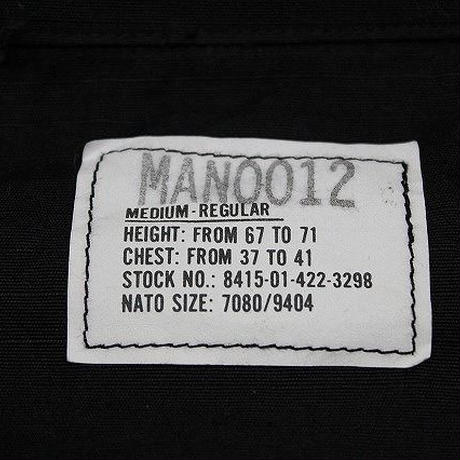 MAN0012
MEDIUM-REGULAR
HEIGHT: FROM 67 TO 71
CHEST: FROM 37 TO 41
STOCK NO.: 8415-01-422-3298
NATO SIZE: 7080/9404